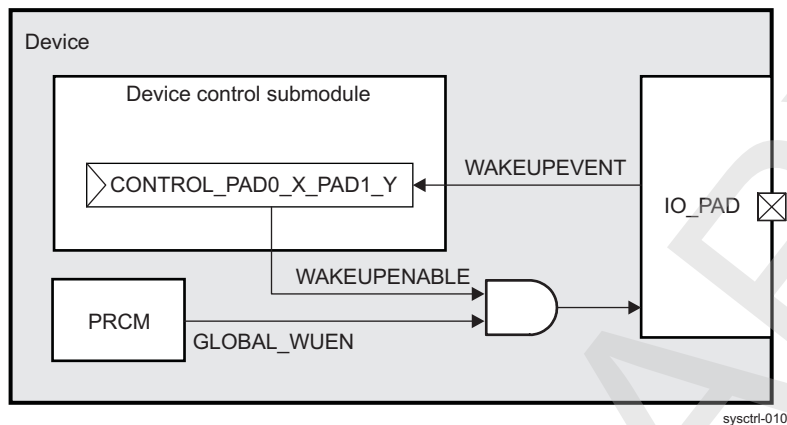 Device
Device control submodule
CONTROL_PAD0_X_PAD1_Y
WAKEUPEVENT
IO_PAD
WAKEUPENABLE
PRCM
GLOBAL_WUEN
sysctrl-010